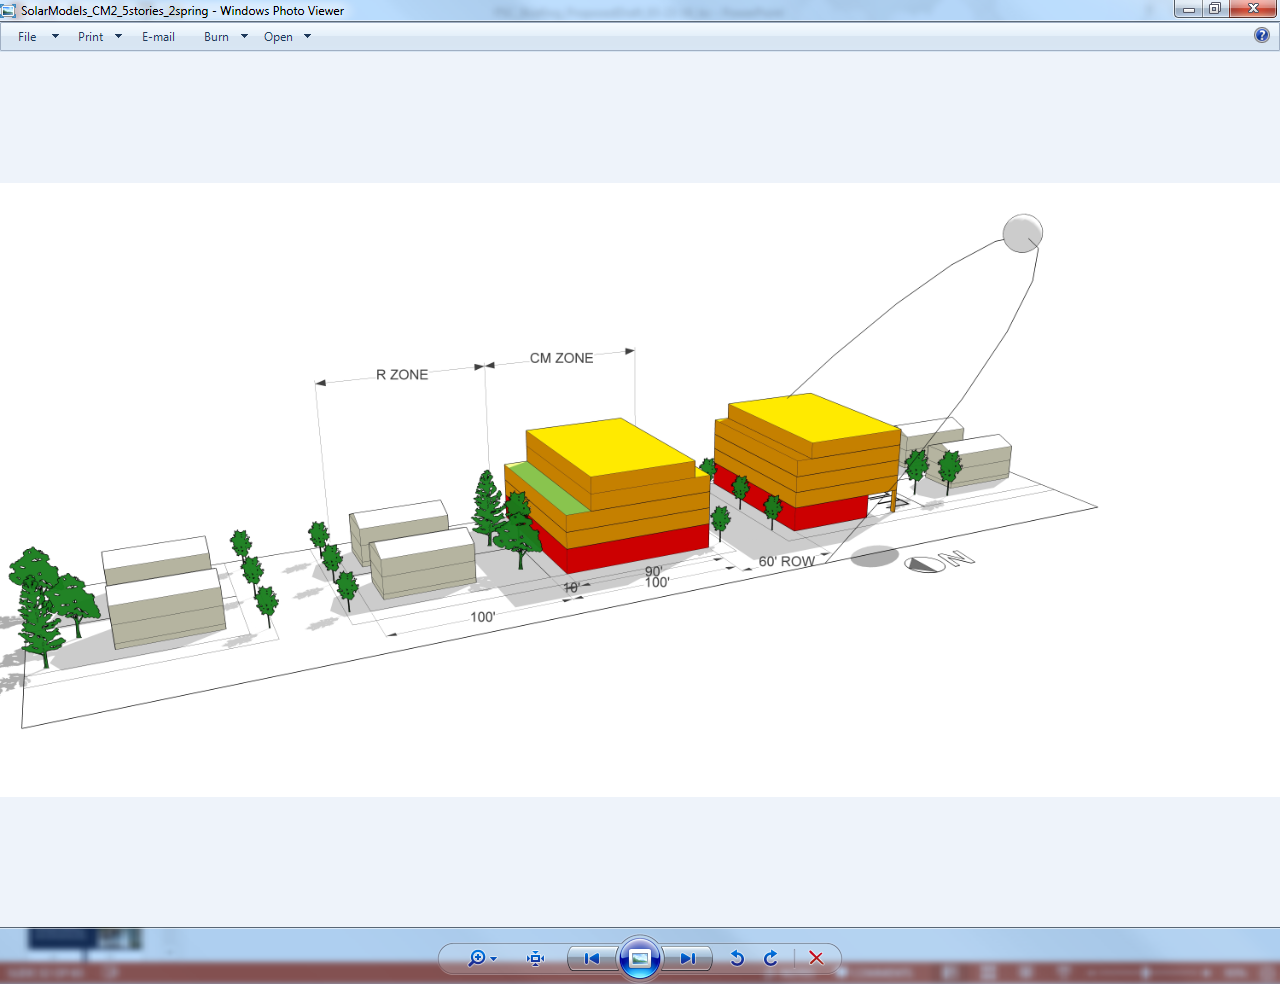 SolarModels_CM2_5stories_2spring - Windows Photo Viewer
File Print E-mail Burn Open
R ZONE
CM ZONE
60' ROW
90'
100'
10'
100'
N